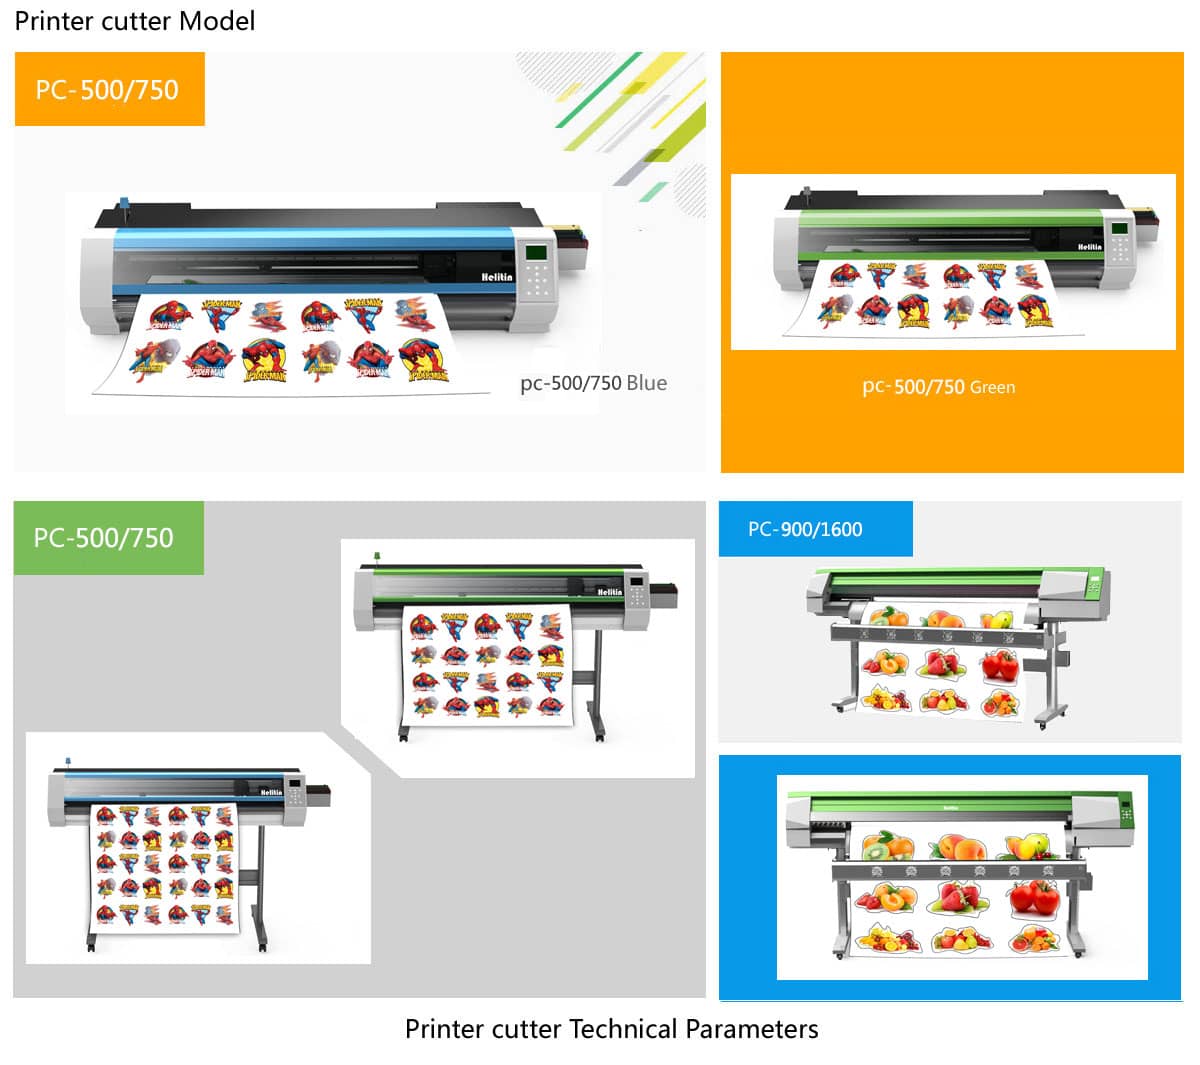 Printer cutter Model
PC-500/750
Helitin
pc-500/750 Blue
Helitin
pc-500/750 Green
PC-500/750
Helitin
Helitin
PC-900/1600
Helitin
Printer cutter Technical Parameters